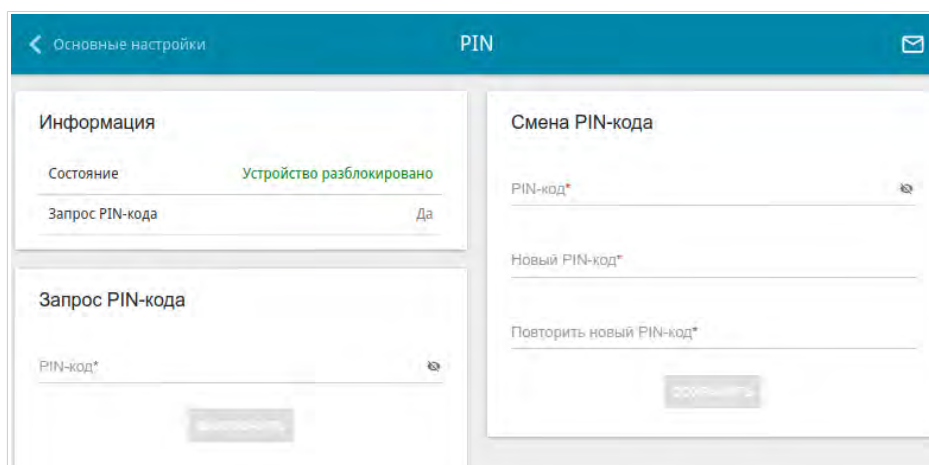 Основные настройки
PIN
Информация
Состояние Устройство разблокировано
Запрос PIN-кода Да
Запрос PIN-кода
PIN-код*
Смена PIN-кода
PIN-код*
Новый PIN-код*
Повторить новый PIN-код*